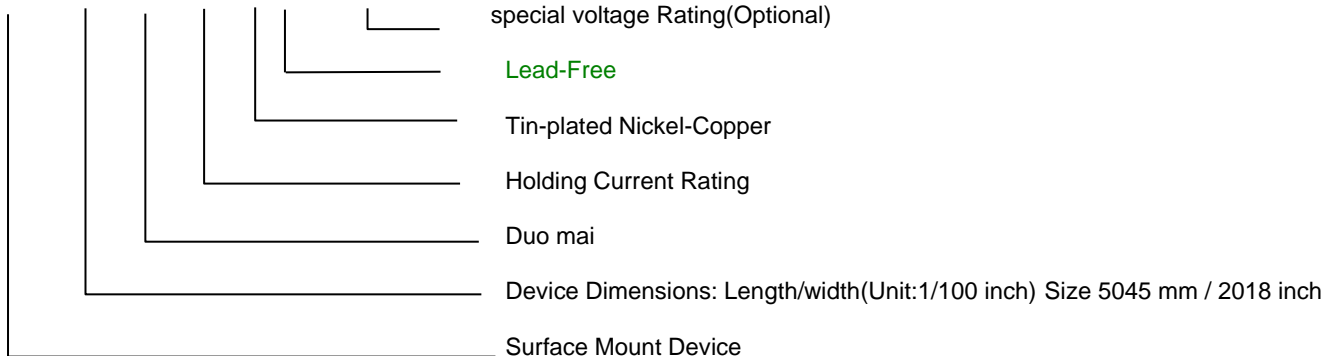 special voltage Rating(Optional)
Lead-Free
Tin-plated Nickel-Copper
Holding Current Rating
Duo mai
Device Dimensions: Length/width(Unit:1/100 inch) Size 5045 mm / 2018 inch
Surface Mount Device